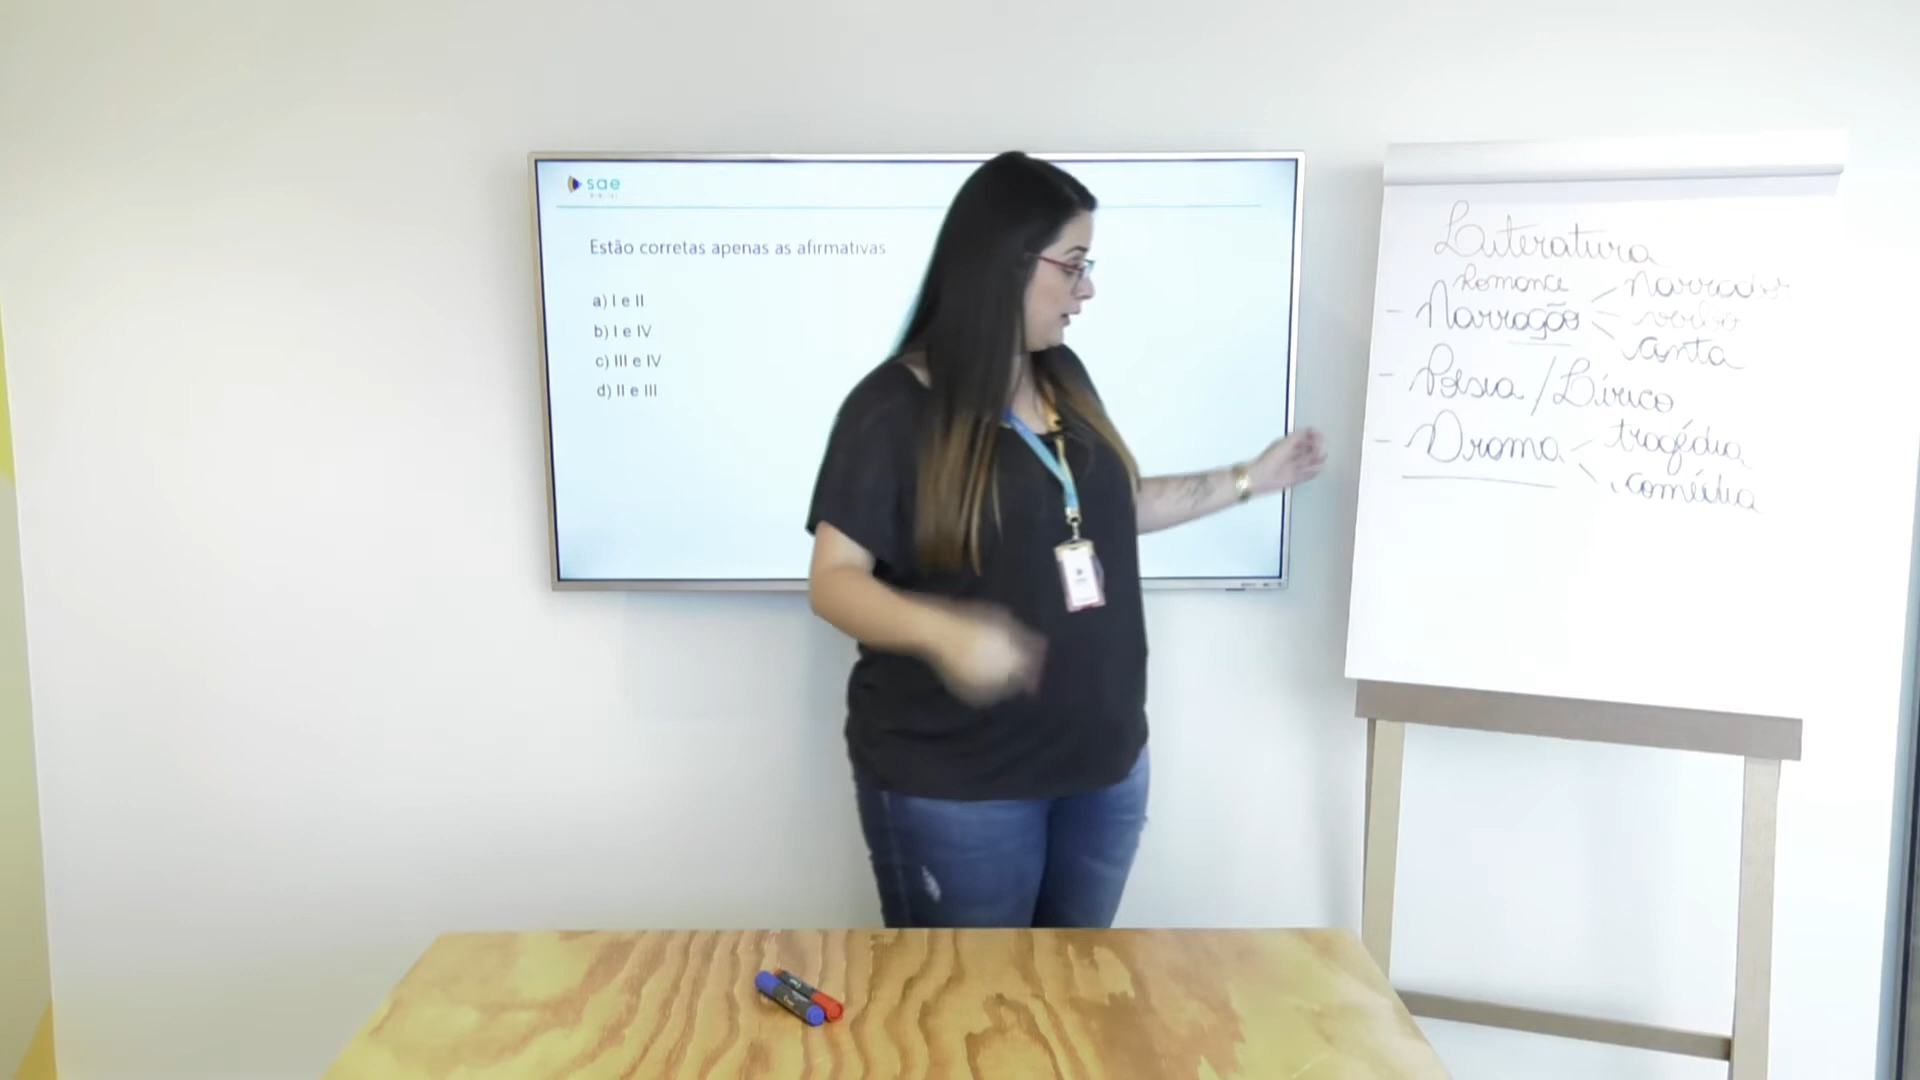 sae
Estão corretas apenas as afirmativas
a) I e II
b) I e IV
c) III e IV
d) II e III
Literatura
Romance
- Narração
narrador
verbo
conta
- Poesia / Lírico
- Drama
tragédia
comédia